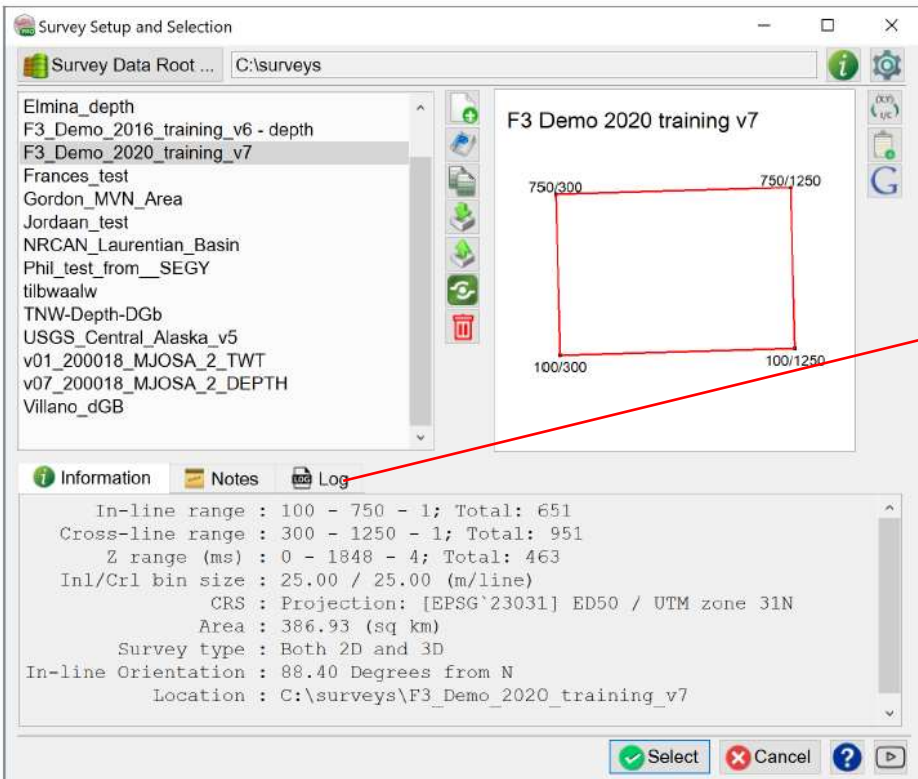 Survey Setup and Selection
Survey Data Root ... C:\surveys
Elmina_depth
F3_Demo_2016_training_v6 - depth
F3_Demo_2020_training_v7
Frances_test
Gordon_MVN_Area
Jordaan_test
NRCAN_Laurentian_Basin
Phil_test_from__SEGY
tilbwaalw
TNW-Depth-DGb
USGS_Central_Alaska_v5
v01_200018_MJOSA_2_TWT
v07_200018_MJOSA_2_DEPTH
Villano_dGB
F3 Demo 2020 training v7
750/300
750/1250
100/300
100/1250
Information Notes Log
In-line range : 100 - 750 - 1; Total: 651
Cross-line range : 300 - 1250 - 1; Total: 951
Z range (ms) : 0 - 1848 - 4; Total: 463
Inl/Crl bin size : 25.00 / 25.00 (m/line)
CRS : Projection: [EPSG`23031] ED50 / UTM zone 31N
Area : 386.93 (sq km)
Survey type : Both 2D and 3D
In-line Orientation : 88.40 Degrees from N
Location : C:\surveys\F3_Demo_2020_training_v7
Select Cancel ?